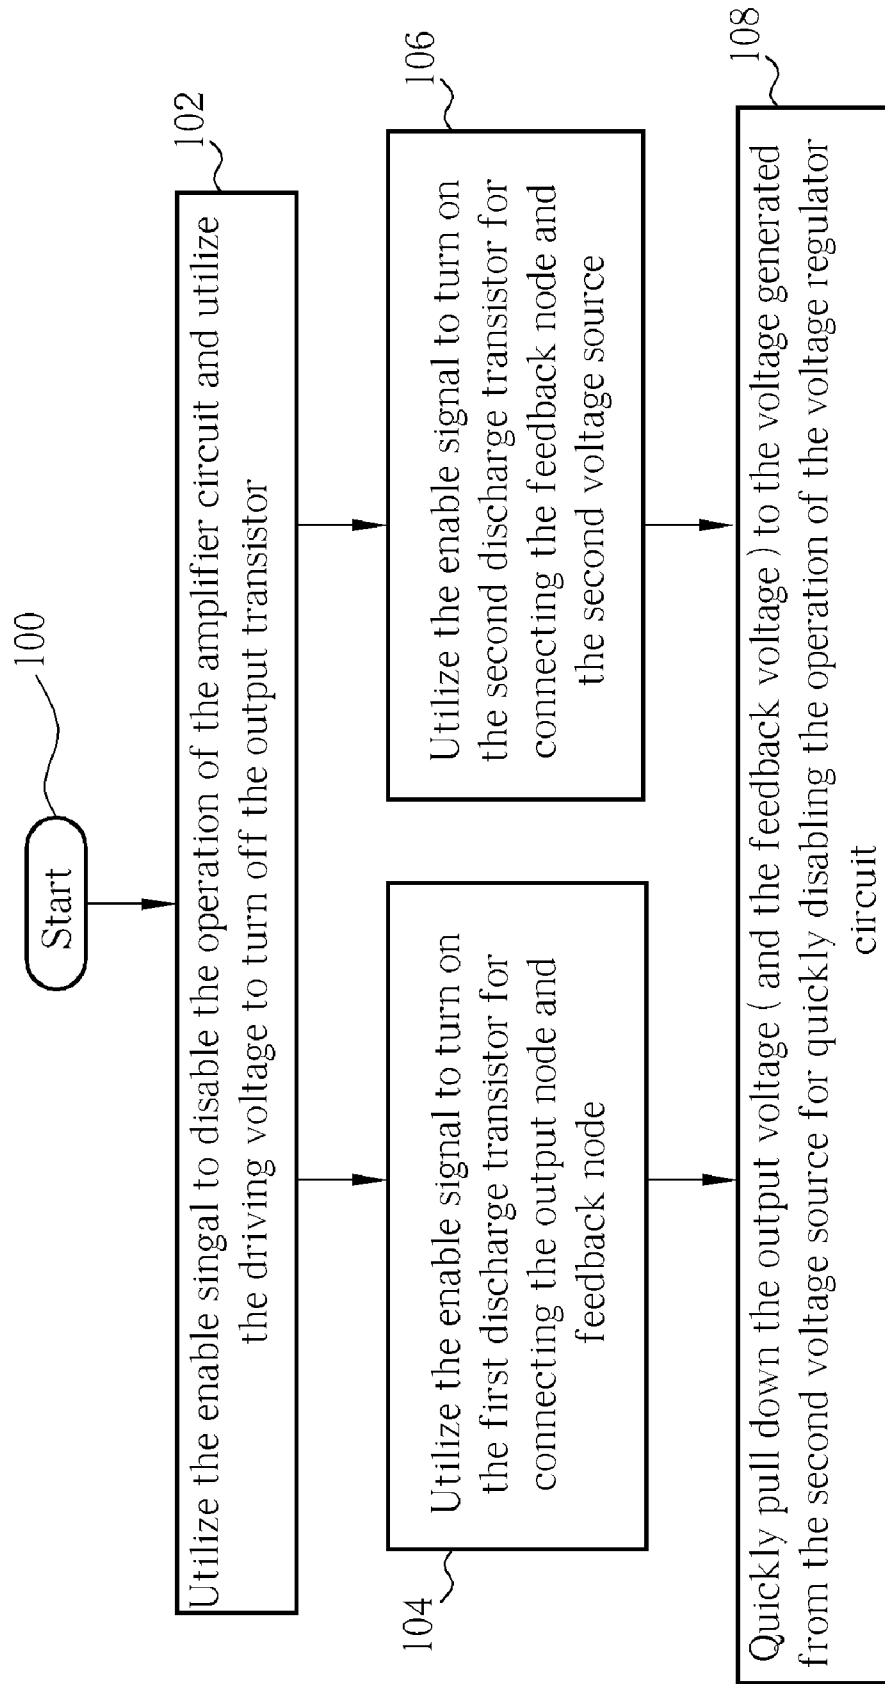 Start
100
102
Utilize the enable singal to disable the operation of the amplifier circuit and utilize
the driving voltage to turn off the output transistor
104
Utilize the enable signal to turn on
the first discharge transistor for
connecting the output node and
feedback node
106
Utilize the enable signal to turn on
the second discharge transistor for
connecting the feedback node and
the second voltage source
108
Quickly pull down the output voltage (and the feedback voltage) to the voltage generated
from the second voltage source for quickly disabling the operation of the voltage regulator
circuit